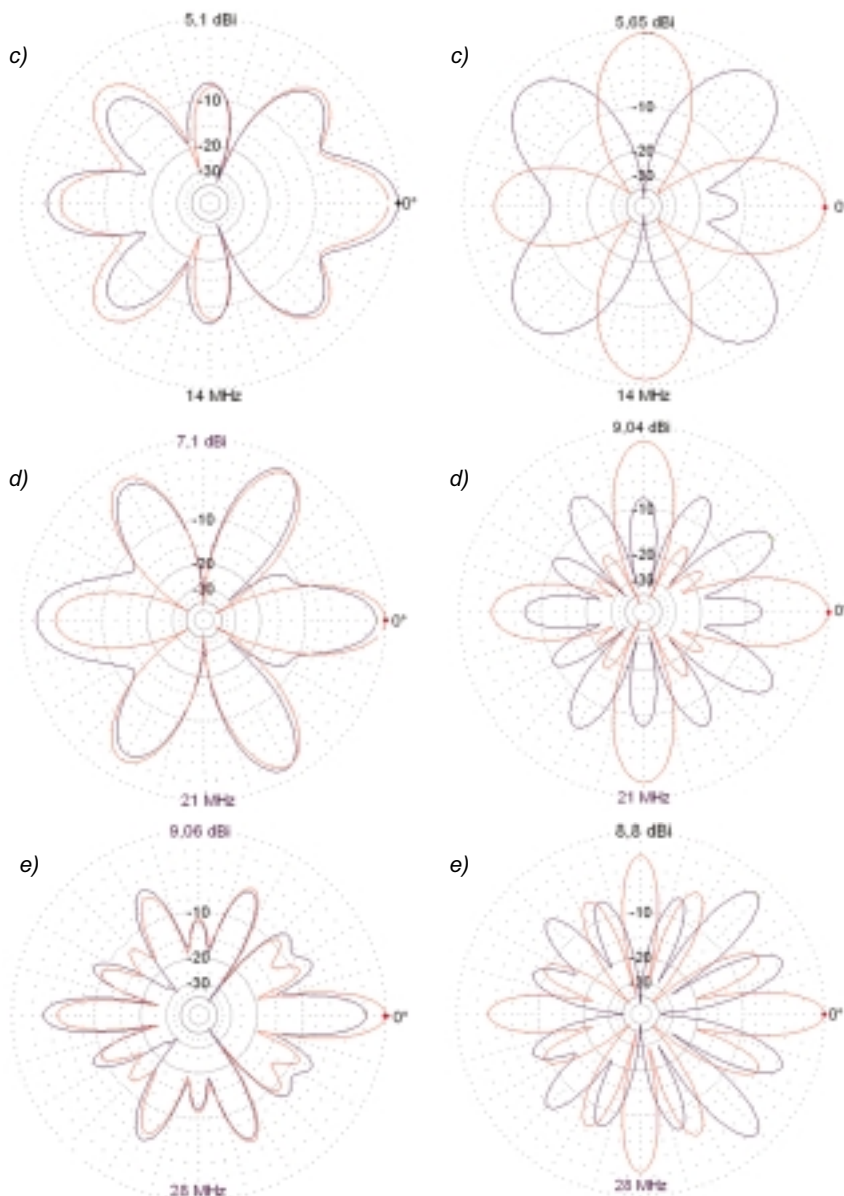 5,1 dBi
c)
-10
-20
-30
0°
14 MHz
5,65 dBi
c)
-10
-20
-30
0
14 MHz
7,1 dBi
d)
-10
-20
-30
0°
21 MHz
9,04 dBi
d)
-10
-20
-30
0
21 MHz
9,06 dBi
e)
-10
-20
-30
0°
28 MHz
8,8 dBi
e)
-10
-20
-30
0°
28 MHz